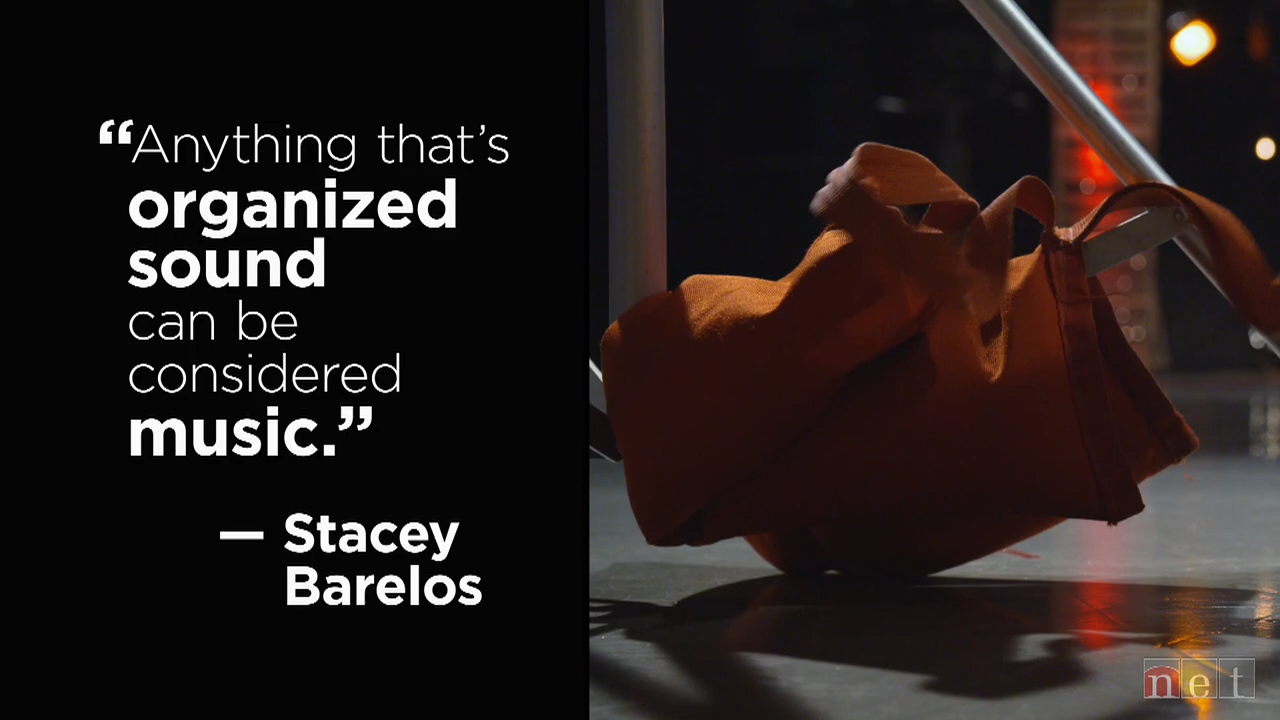 “Anything that’s
organized
sound
can be
considered
music.”
— Stacey
Barelos
net